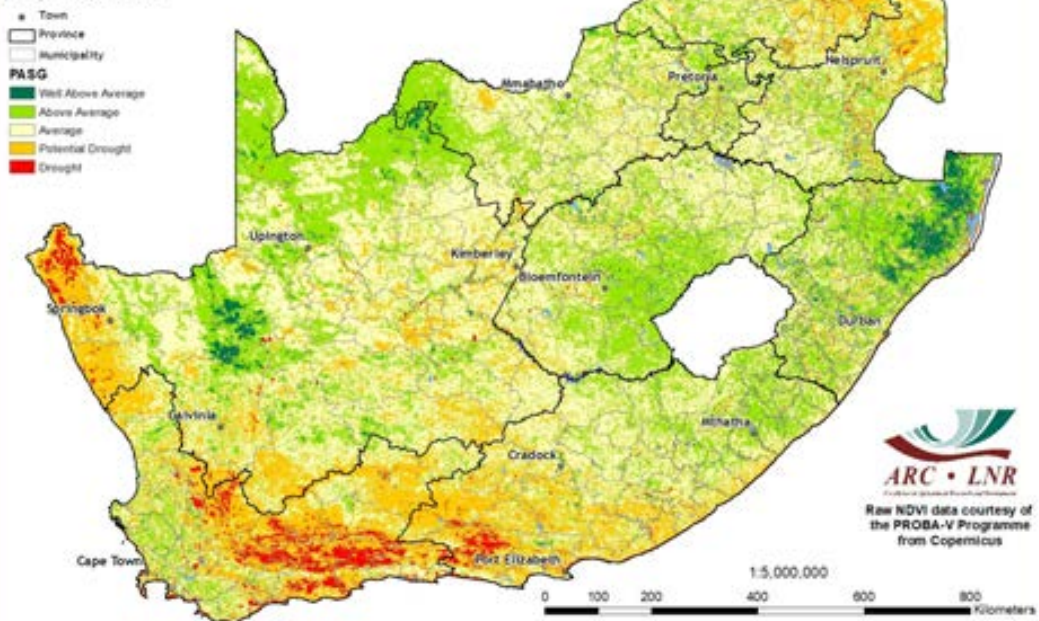 Town
Province
Municipality
PASG
Well Above Average
Above Average
Average
Potential Drought
Drought
Nelspruit
Pretoria
Mmabatho
Upington
Kimberley
Bloemfontein
Springbok
Durban
Calvinia
Mthatha
Cradock
ARC • LNR
Raw NDVI data courtesy of
the PROBA-V Programme
from Copernicus
Cape Town
Port Elizabeth
1:5,000,000
0 100 200 400 600 800
Kilometers